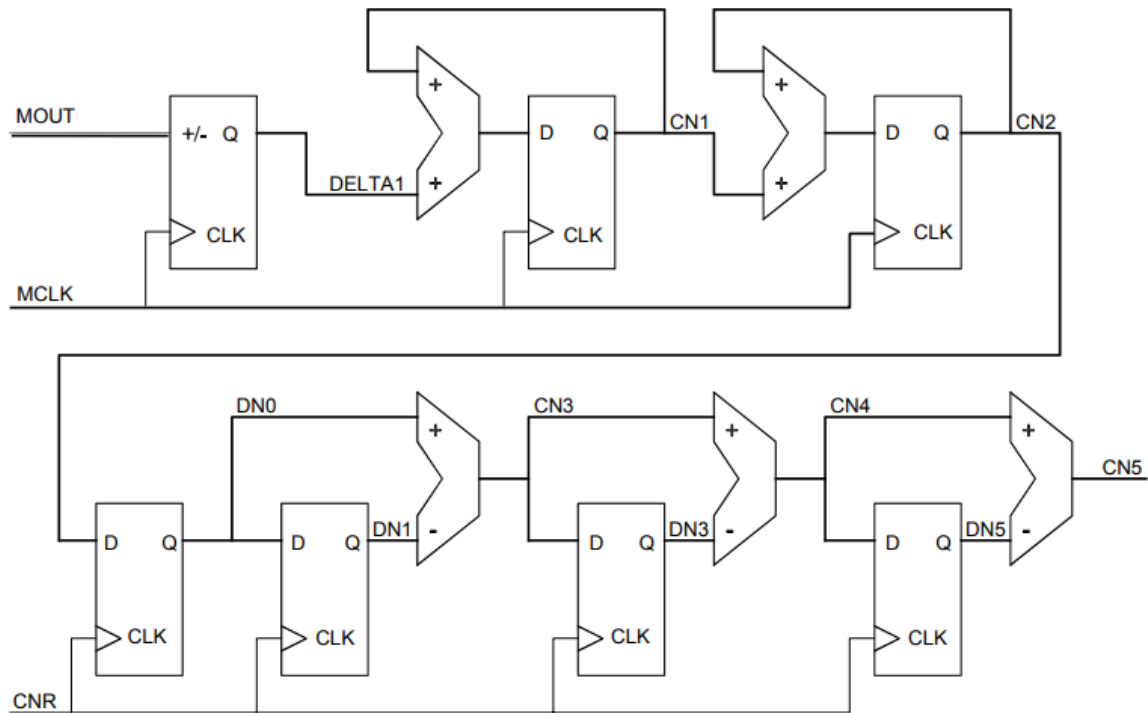 MOUT
+/- Q
CLK
DELTA1
+
+
D Q
CLK
CN1
+
+
D Q
CLK
CN2
MCLK
DN0
D Q
CLK
D Q
CLK
DN1
+
-
CN3
D Q
CLK
DN3
+
-
CN4
D Q
CLK
DN5
+
-
CN5
CNR